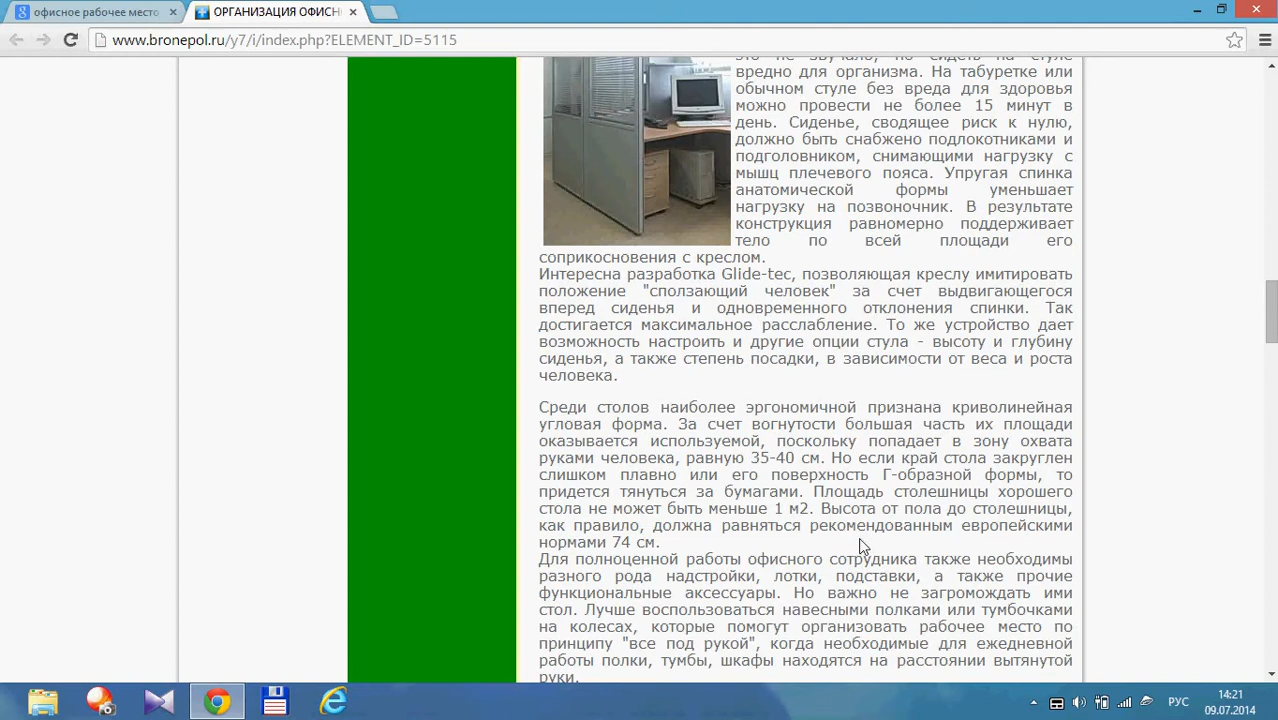 офисное рабочее место
ОРГАНИЗАЦИЯ ОФИСН
www.bronepol.ru/y7/i/index.php?ELEMENT_ID=5115
это не звучало, но сидеть на стуле
вредно для организма. На табуретке или
обычном стуле без вреда для здоровья
можно провести не более 15 минут в
день. Сиденье, сводящее риск к нулю,
должно быть снабжено подлокотниками и
подголовником, снимающими нагрузку с
мышц плечевого пояса. Упругая спинка
анатомической формы уменьшает
нагрузку на позвоночник. В результате
конструкция равномерно поддерживает
тело по всей площади его
соприкосновения с креслом.
Интересна разработка Glide-tec, позволяющая креслу имитировать
положение "сползающий человек" за счет выдвигающегося
вперед сиденья и одновременного отклонения спинки. Так
достигается максимальное расслабление. То же устройство дает
возможность настроить и другие опции стула - высоту и глубину
сиденья, а также степень посадки, в зависимости от веса и роста
человека.
Среди столов наиболее эргономичной признана криволинейная
угловая форма. За счет вогнутости большая часть их площади
оказывается используемой, поскольку попадает в зону охвата
руками человека, равную 35-40 см. Но если край стола закруглен
слишком плавно или его поверхность Г-образной формы, то
придется тянуться за бумагами. Площадь столешницы хорошего
стола не может быть меньше 1 м2. Высота от пола до столешницы,
как правило, должна равняться рекомендованным европейскими
нормами 74 см.
Для полноценной работы офисного сотрудника также необходимы
разного рода надстройки, лотки, подставки, а также прочие
функциональные аксессуары. Но важно не загромождать ими
стол. Лучше воспользоваться навесными полками или тумбочками
на колесах, которые помогут организовать рабочее место по
принципу "все под рукой", когда необходимые для ежедневной
работы полки, тумбы, шкафы находятся на расстоянии вытянутой
руки.
РУС
14:21
09.07.2014